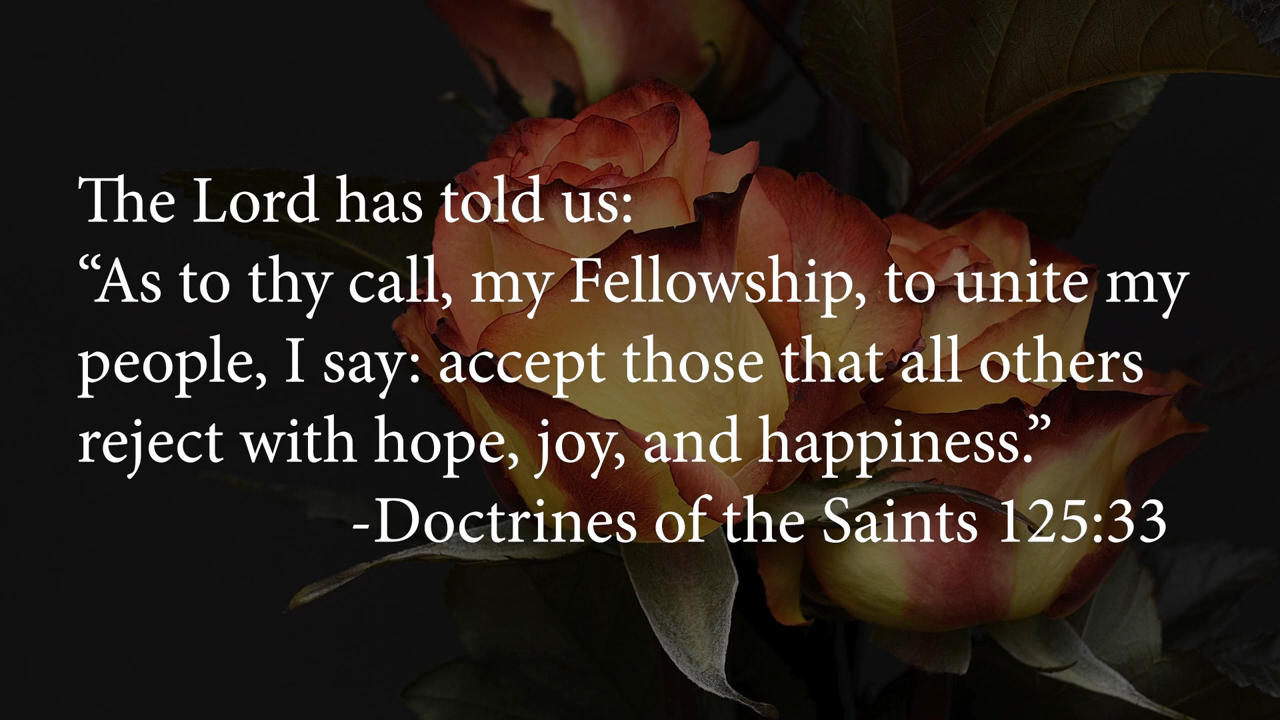 The Lord has told us:
“As to thy call, my Fellowship, to unite my
people, I say: accept those that all others
reject with hope, joy, and happiness.”
-Doctrines of the Saints 125:33